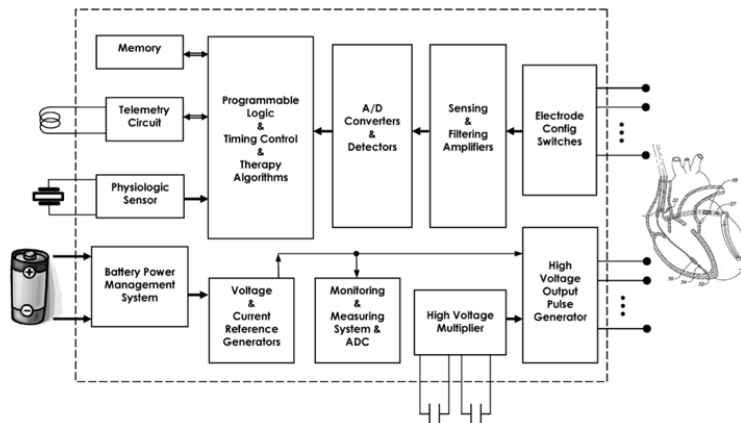 Memory
Telemetry
Circuit
Physiologic
Sensor
Programmable
Logic
&
Timing Control
&
Therapy
Algorithms
A/D
Converters
&
Detectors
Sensing
&
Filtering
Amplifiers
Electrode
Config
Switches
Battery Power
Management
System
Voltage
&
Current
Reference
Generators
Monitoring
&
Measuring
System &
ADC
High Voltage
Multiplier
High
Voltage
Output
Pulse
Generator